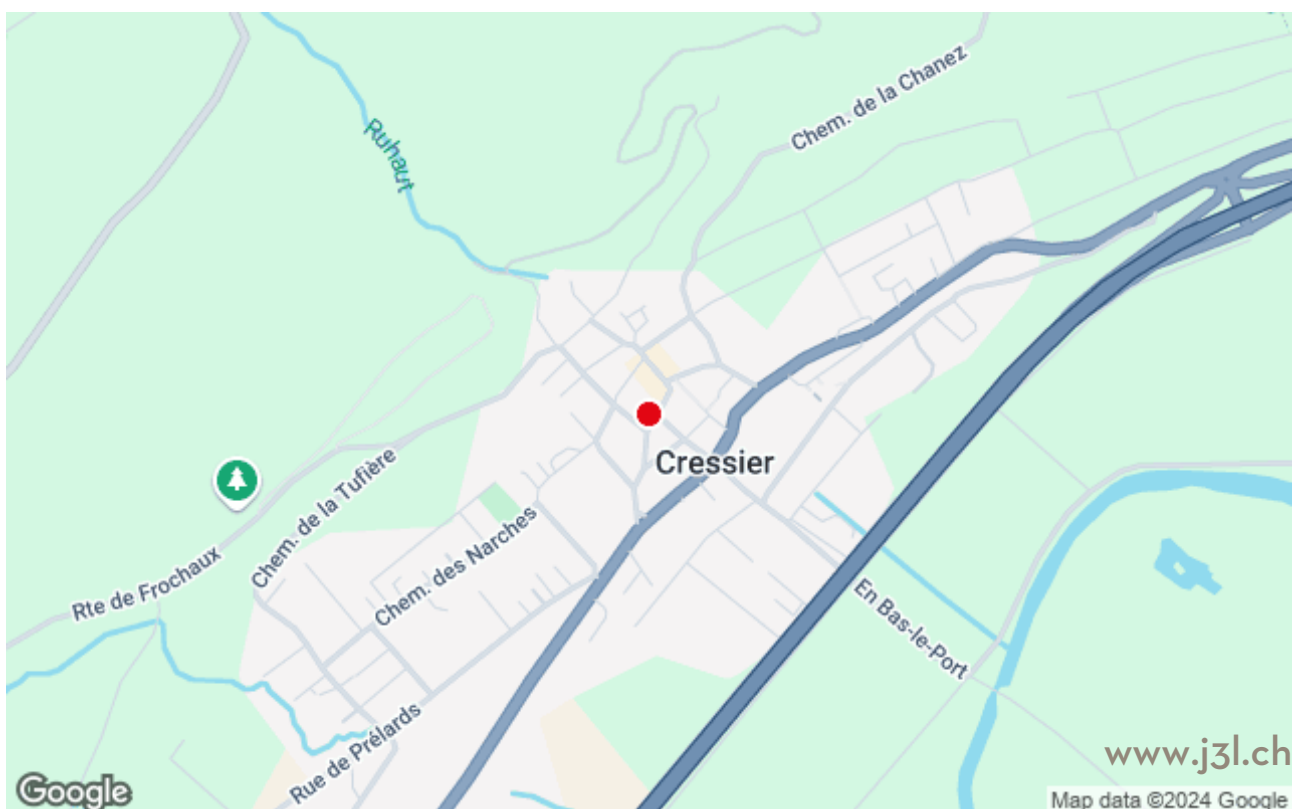 Chem. de la Chanez
Ruhaut
Cressier
Chem. de la Tufière
Chem. des Narches
Rte de Frochaux
En Bas-le-Port
Rue de Prélards
www.j3l.ch
Google
Map data ©2024 Google